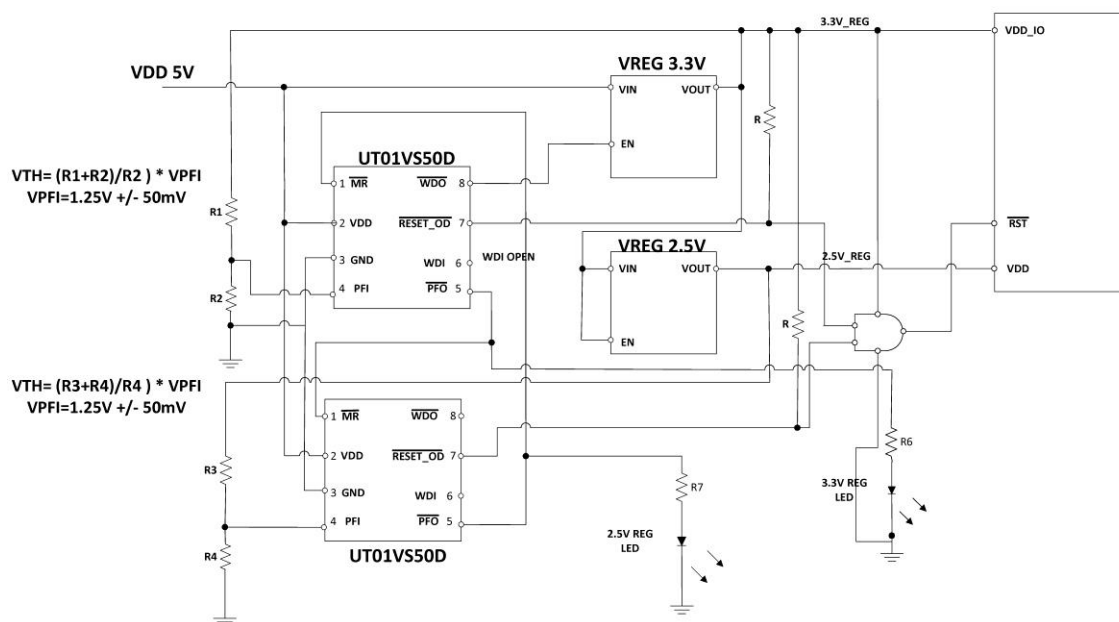 3.3V_REG
VDD_IO
VDD 5V
VREG 3.3V
VIN
VOUT
R
EN
UT01VS50D
VTH= (R1+R2)/R2 ) * VPFI
VPFI=1.25V +/- 50mV
1 MR
WDO 8
R1
2 VDD
RESET_OD 7
RST
VREG 2.5V
3 GND
WDI 6
WDI OPEN
VIN
VOUT
2.5V_REG
VDD
4 PFI
PFO 5
R2
R
EN
VTH= (R3+R4)/R4 ) * VPFI
VPFI=1.25V +/- 50mV
1 MR
WDO 8
R6
2 VDD
RESET_OD 7
R3
3 GND
WDI 6
R7
3.3V REG
LED
4 PFI
PFO 5
2.5V REG
LED
R4
UT01VS50D